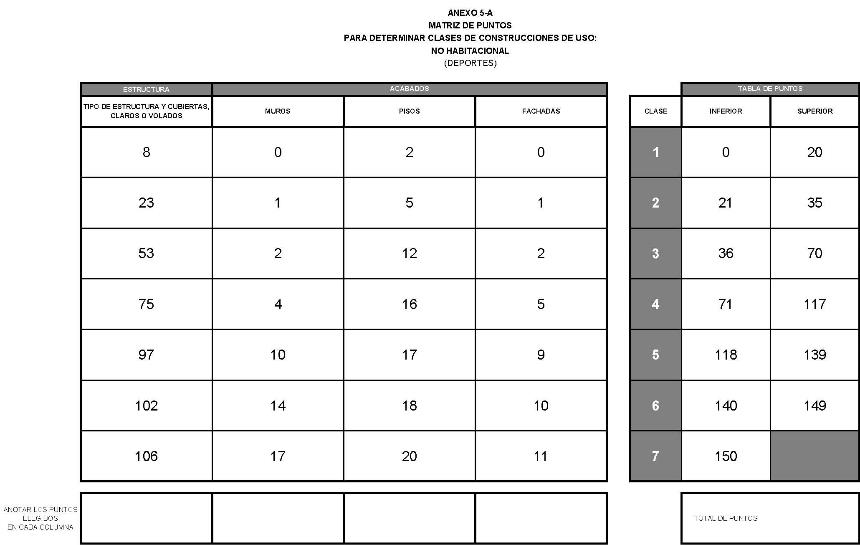 ANEXO 5-A
MATRIZ DE PUNTOS
PARA DETERMINAR CLASES DE CONSTRUCCIONES DE USO:
NO HABITACIONAL
(DEPORTES)
ESTRUCTURA ACABADOS TABLA DE PUNTOS
TIPO DE ESTRUCTURA Y CUBIERTAS,
CLAROS O VOLADOS MUROS PISOS FACHADAS CLASE INFERIOR SUPERIOR
8 0 2 0 1 0 20
23 1 5 1 2 21 35
53 2 12 2 3 36 70
75 4 16 5 4 71 117
97 10 17 9 5 118 139
102 14 18 10 6 140 149
106 17 20 11 7 150
ANOTAR LOS PUNTOS
ELEGIDOS
EN CADA COLUMNA
TOTAL DE PUNTOS